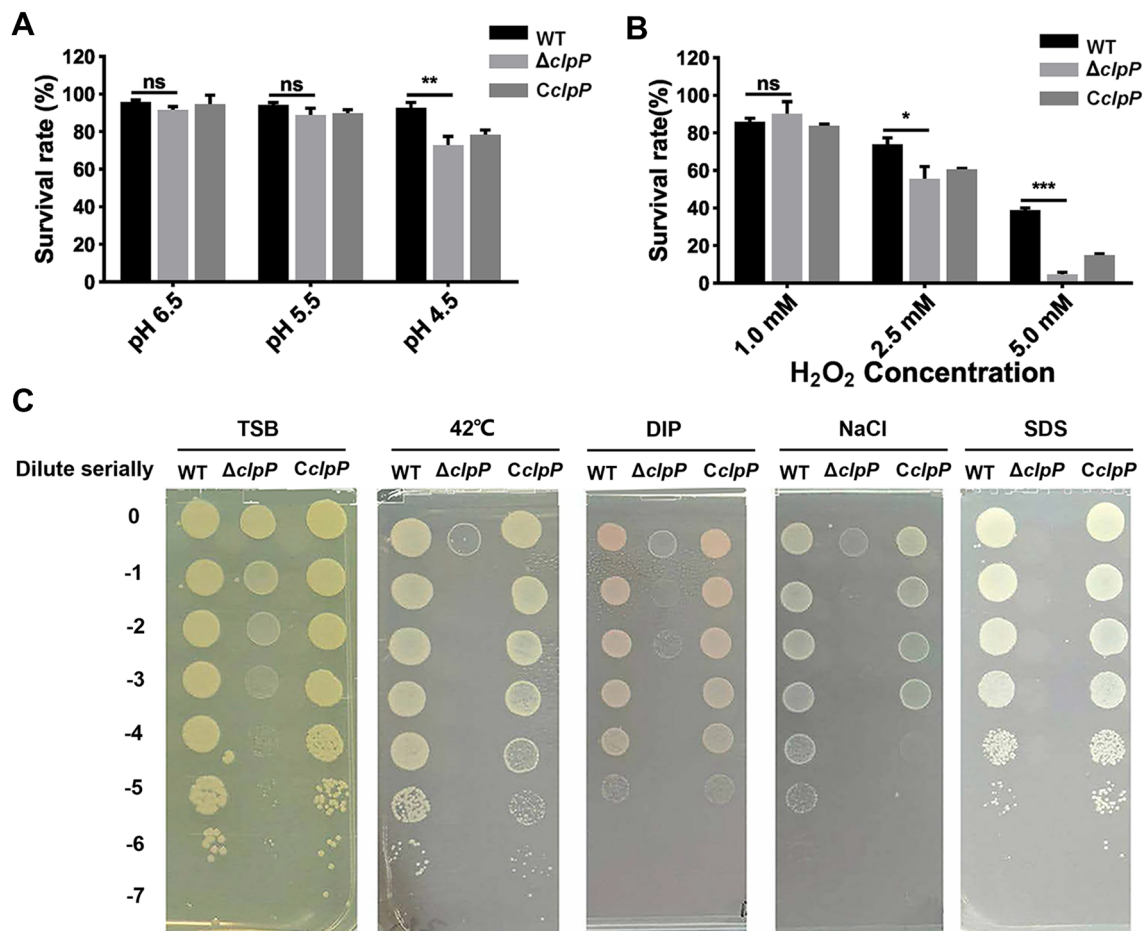 A
120
100
80
60
40
20
0
Survival rate (%)
ns
ns
**
WT
ΔclpP
CclpP
pH 6.5
pH 5.5
pH 4.5
B
120
100
80
60
40
20
0
Survival rate(%)
ns
*
***
WT
ΔclpP
CclpP
1.0 mM
2.5 mM
5.0 mM
H₂O₂ Concentration
C
TSB 42℃ DIP NaCl SDS
Dilute serially WT ΔclpP CclpP WT ΔclpP CclpP WT ΔclpP CclpP WT ΔclpP CclpP WT ΔclpP CclpP
0
-1
-2
-3
-4
-5
-6
-7